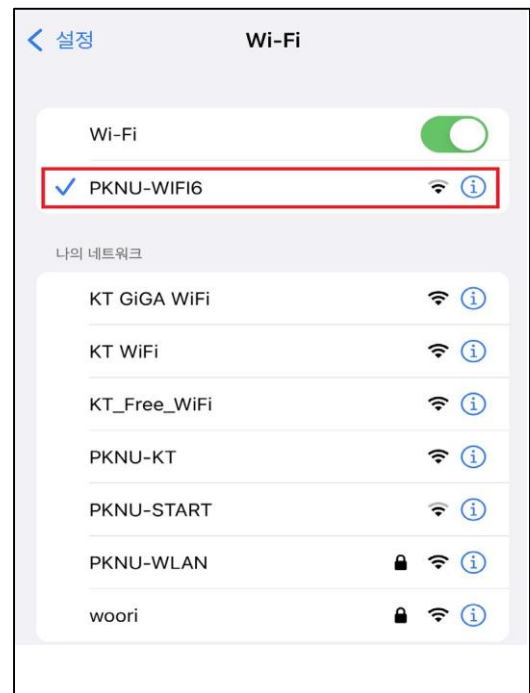 설정
Wi-Fi
Wi-Fi
PKNU-WIFI6
나의 네트워크
KT GiGA WiFi
KT WiFi
KT_Free_WiFi
PKNU-KT
PKNU-START
PKNU-WLAN
woori